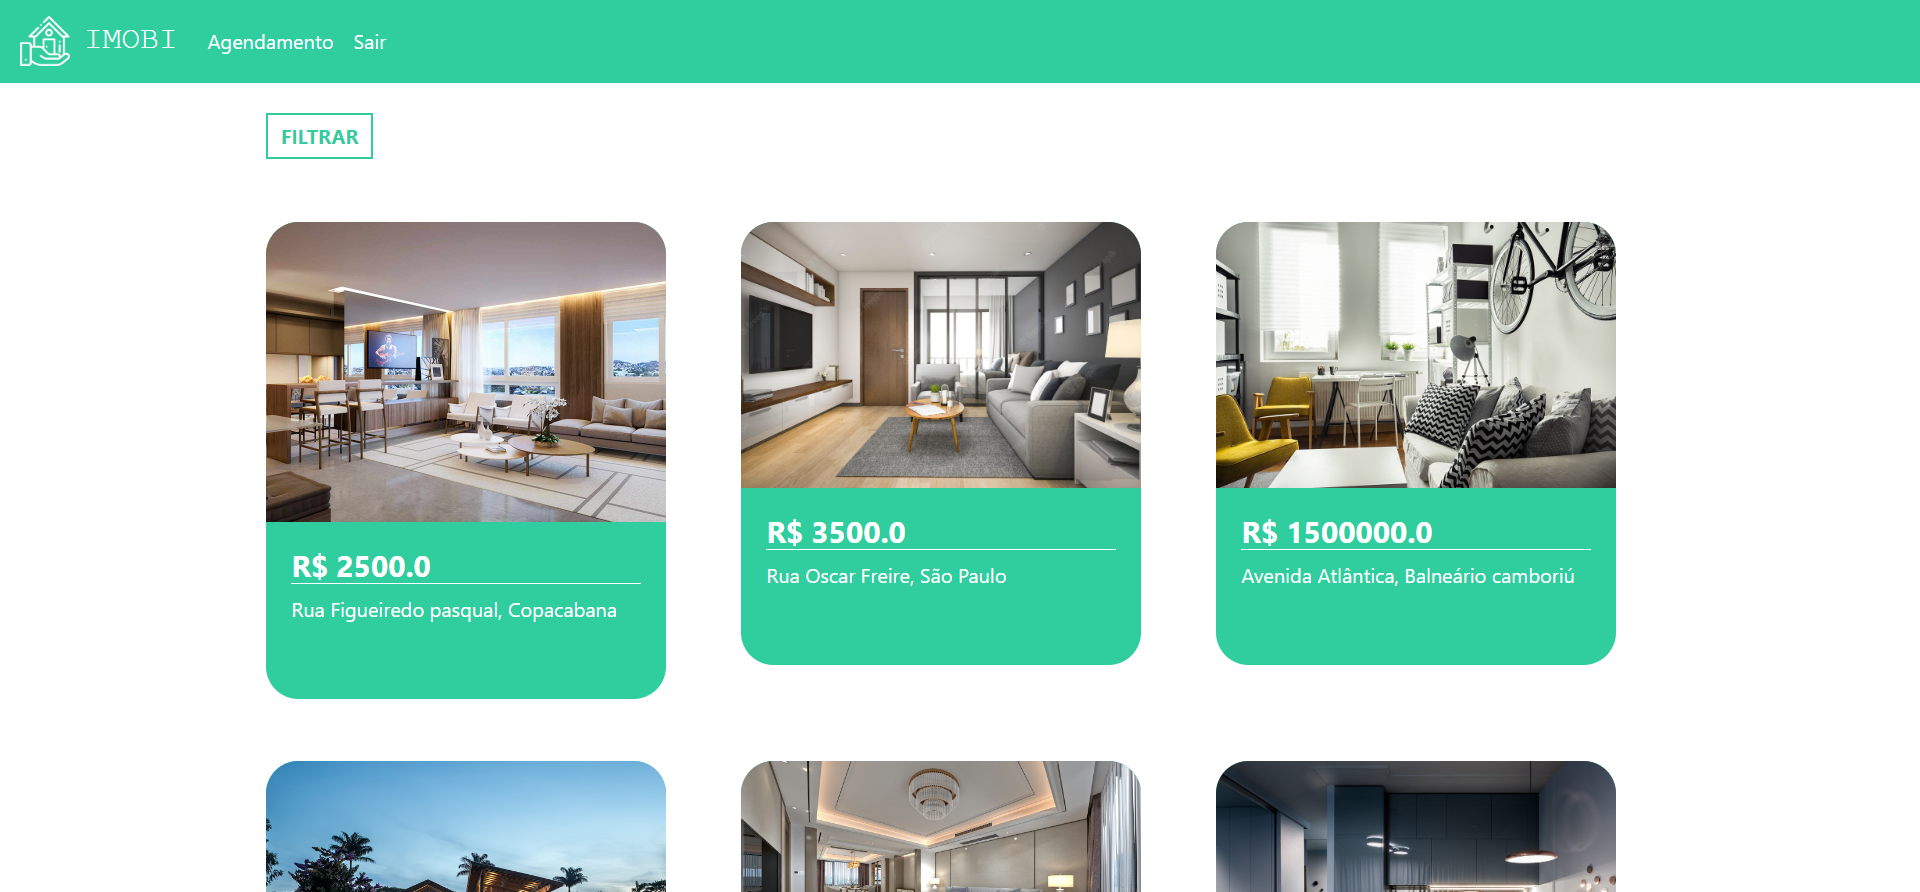 IMOBI Agendamento Sair
FILTRAR
R$ 2500.0
Rua Figueiredo pasqual, Copacabana
R$ 3500.0
Rua Oscar Freire, São Paulo
R$ 1500000.0
Avenida Atlântica, Balneário camboriú